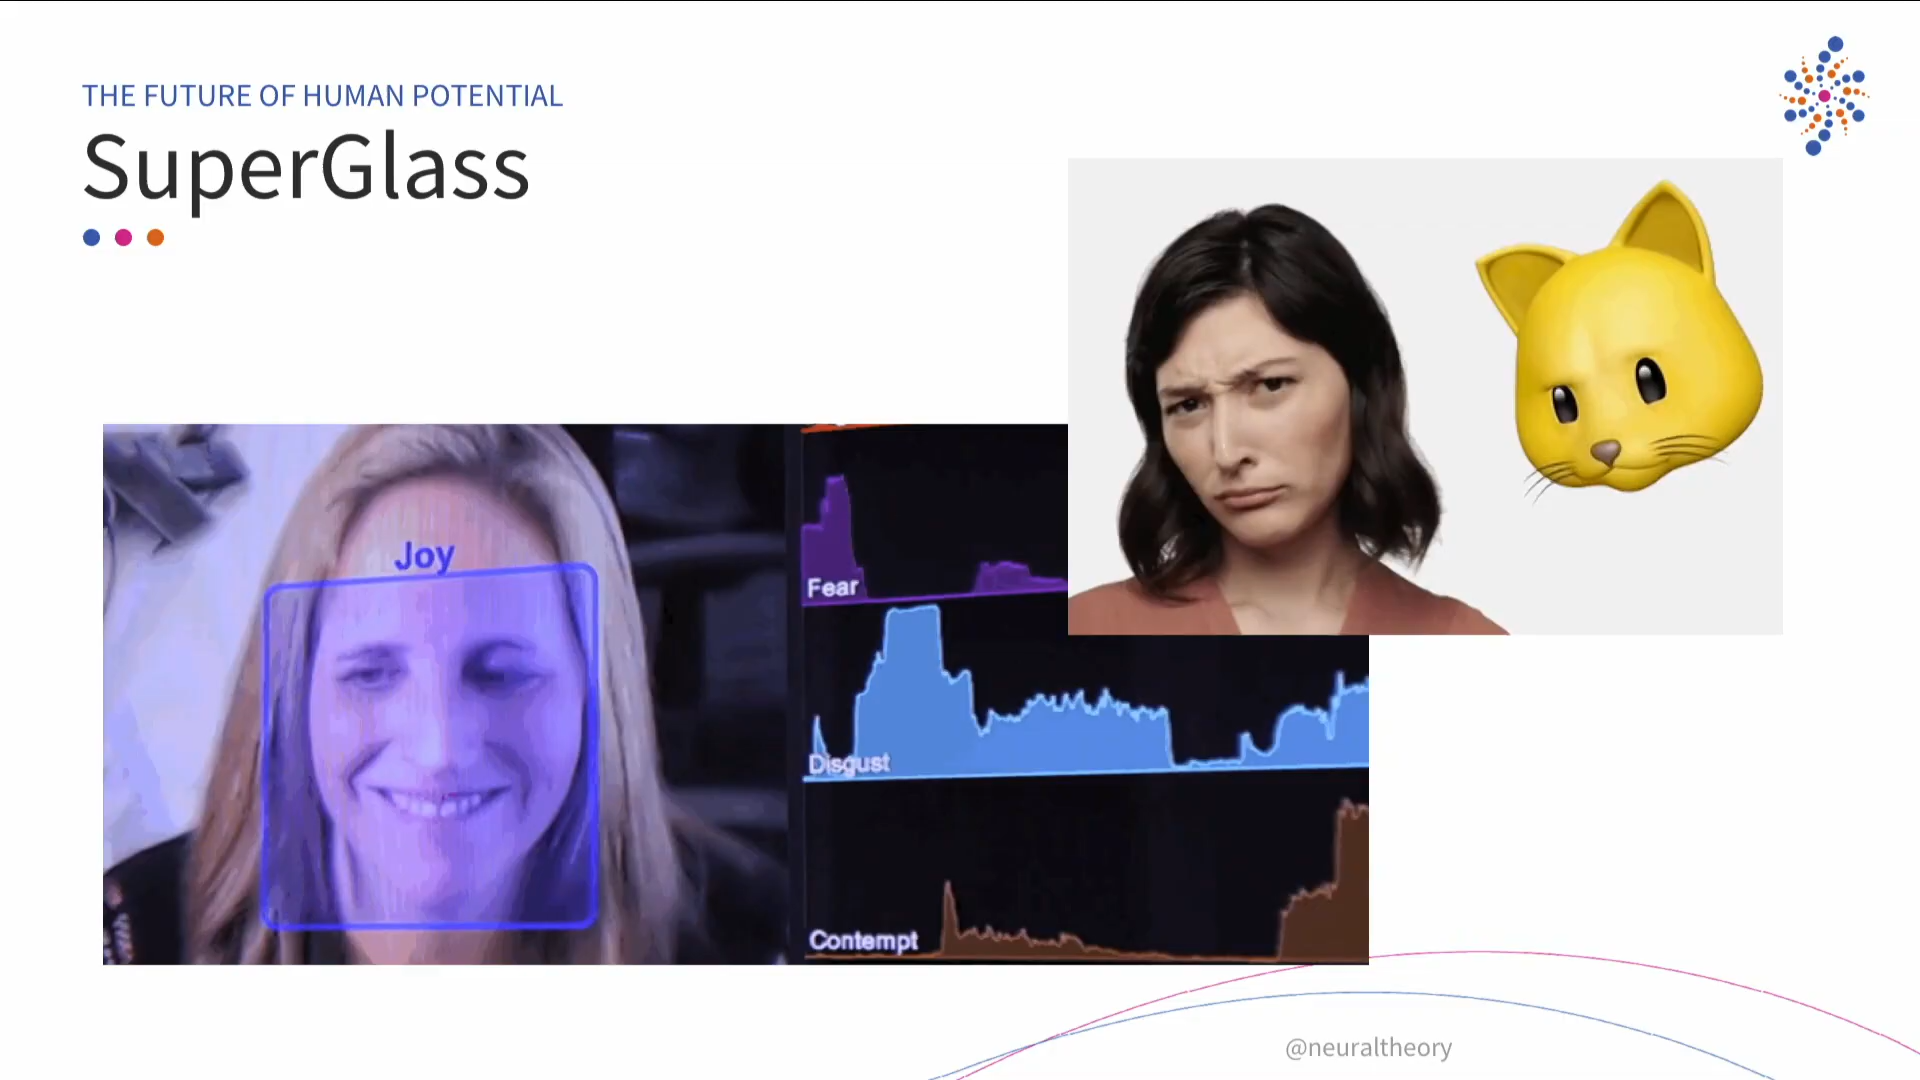 THE FUTURE OF HUMAN POTENTIAL
SuperGlass
Joy
Fear
Disgust
Contempt
@neuraltheory